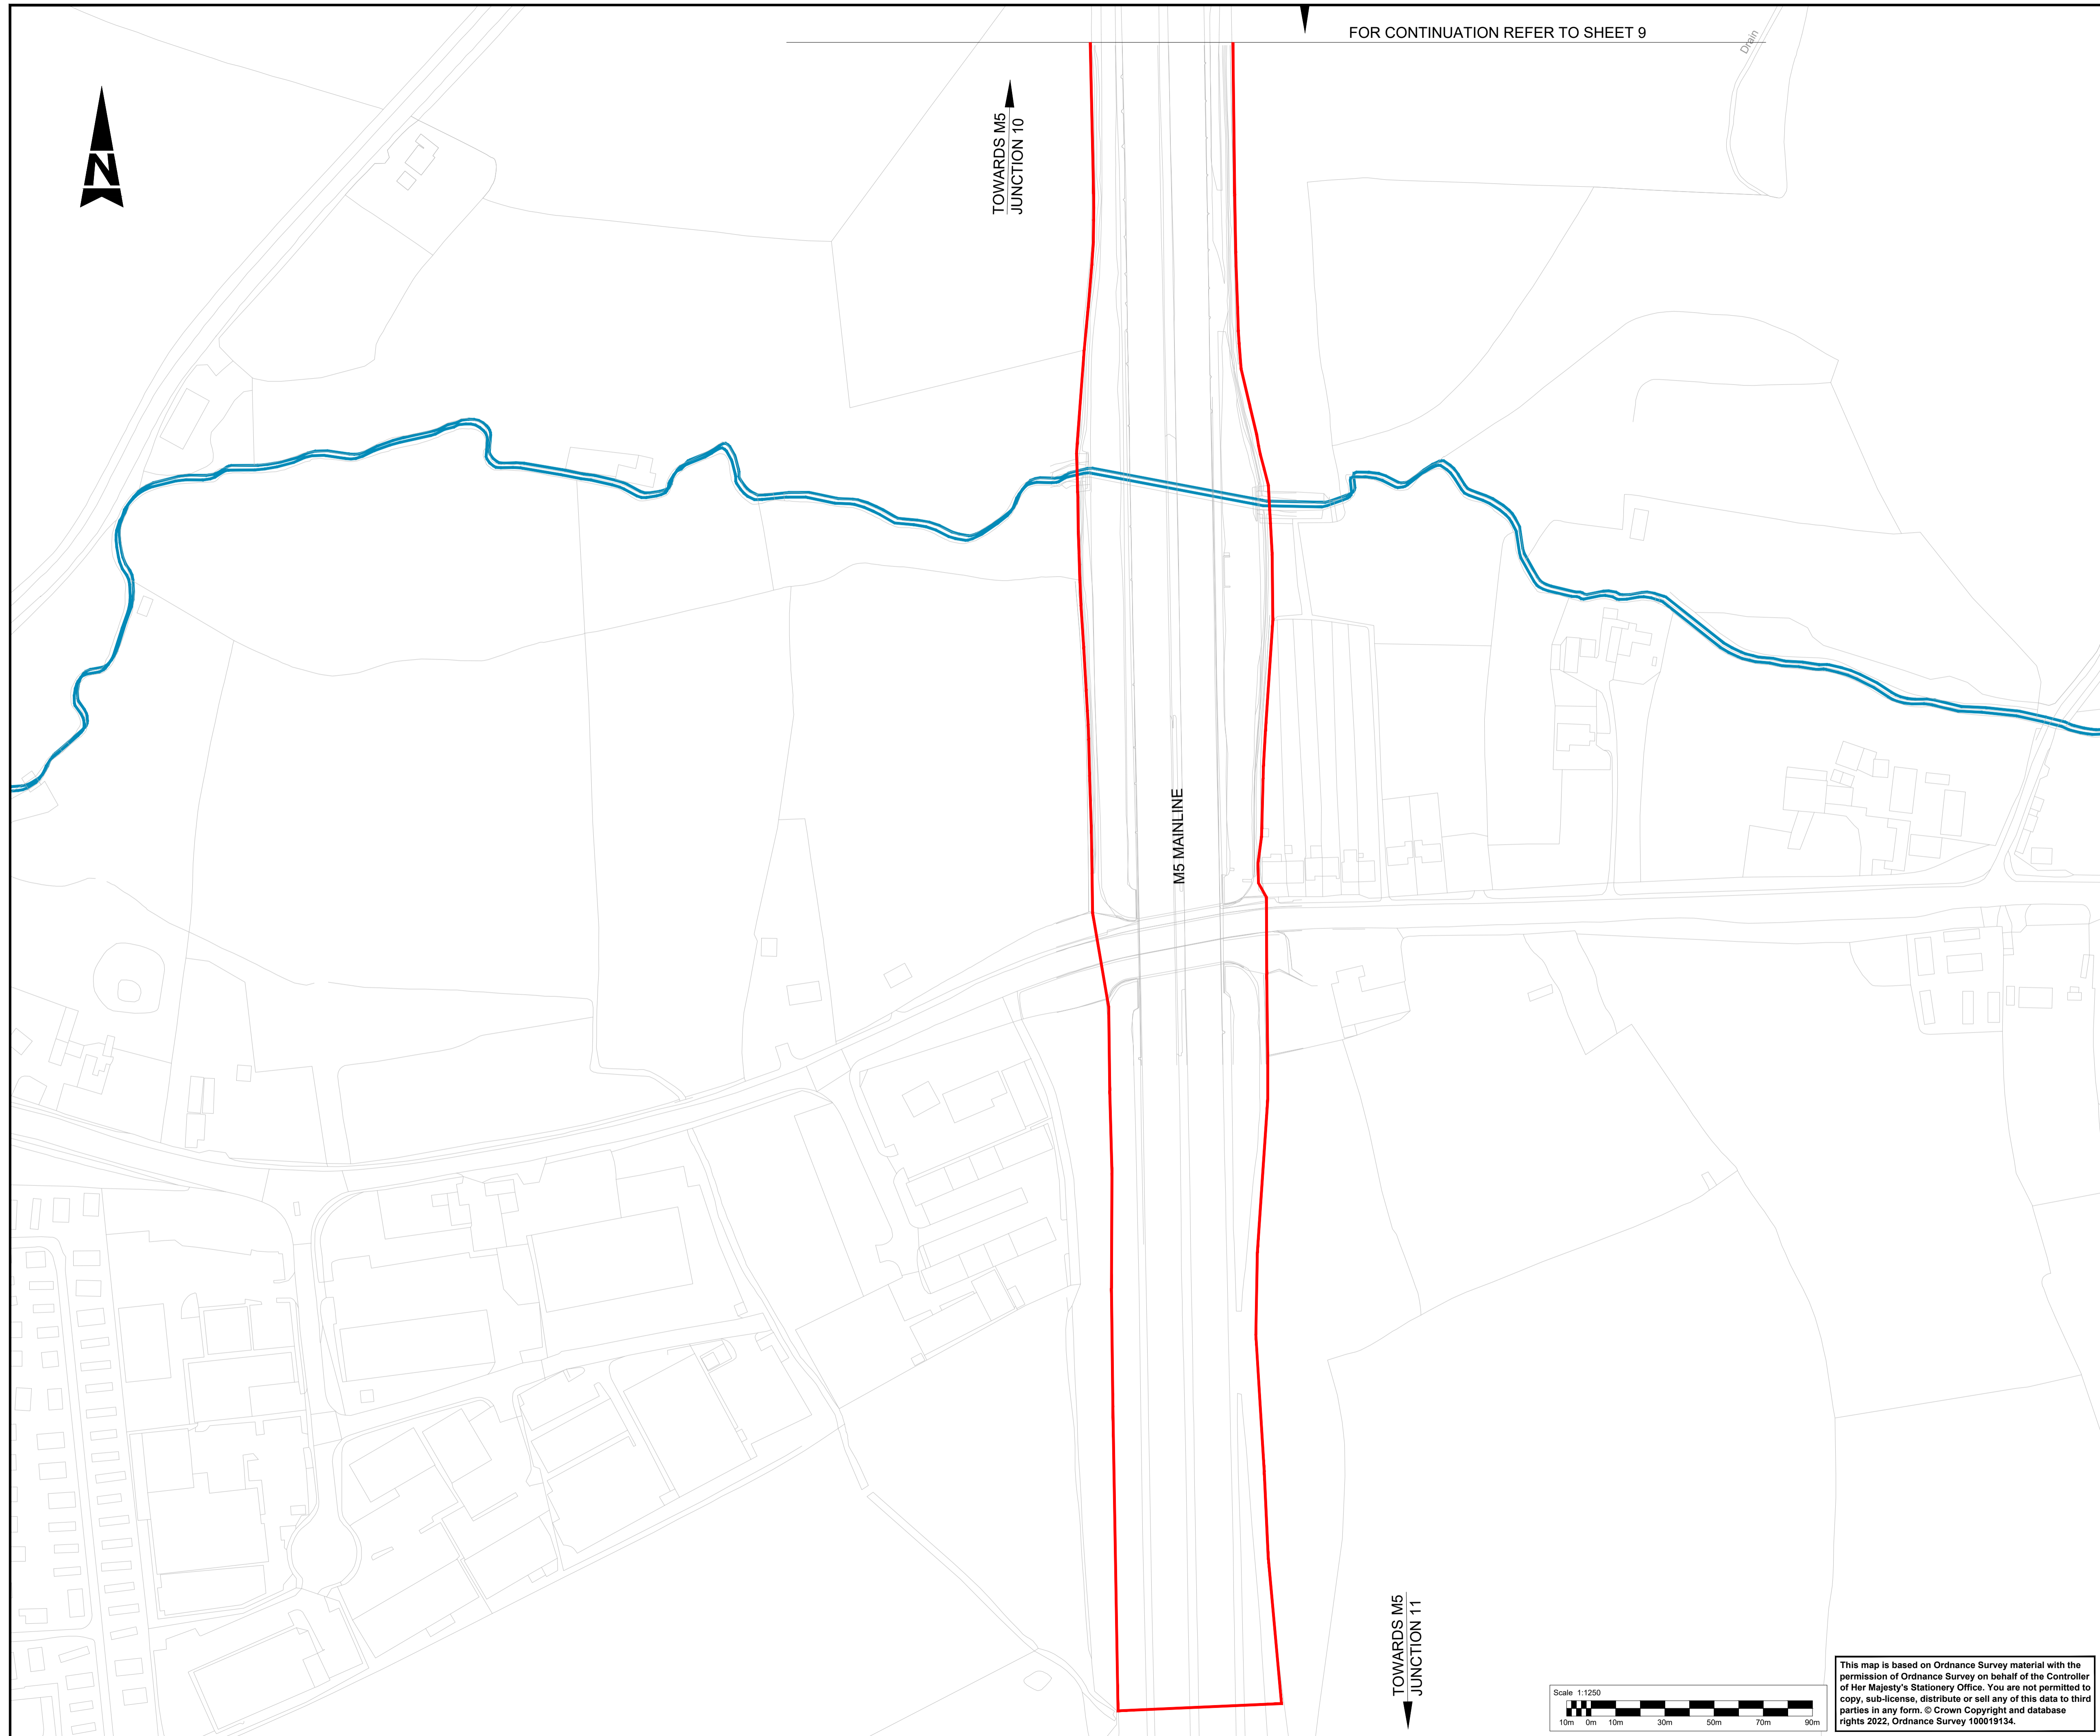 FOR CONTINUATION REFER TO SHEET 9
Drain
N
TOWARDS M5
JUNCTION 10
M5 MAINLINE
TOWARDS M5
JUNCTION 11
Scale 1:1250
10m 0m 10m 30m 50m 70m 90m
This map is based on Ordnance Survey material with the
permission of Ordnance Survey on behalf of the Controller
of Her Majesty's Stationery Office. You are not permitted to
copy, sub-license, distribute or sell any of this data to third
parties in any form. © Crown Copyright and database
rights 2022, Ordnance Survey 100019134.